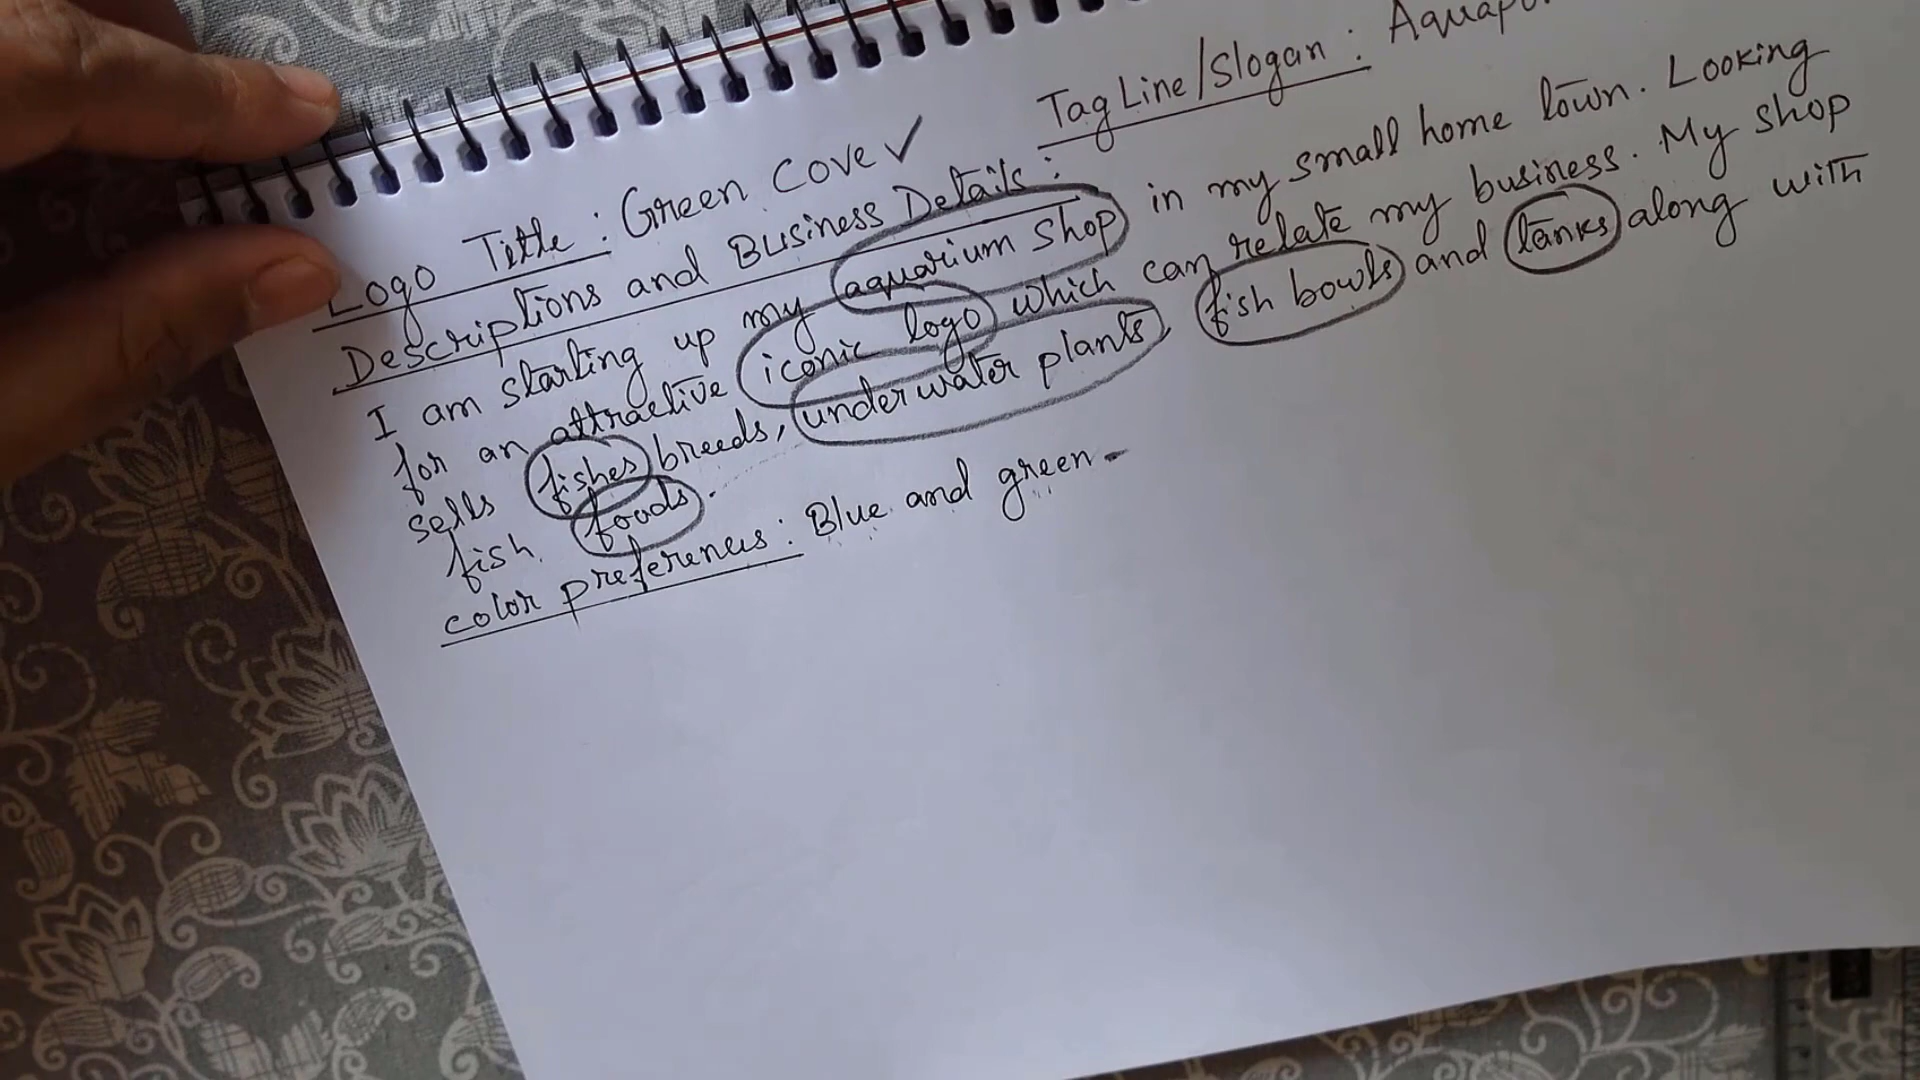 Logo Title: Green Cove ✓ Tag Line/Slogan:
Descriptions and Business Details:
I am starting up my aquarium shop in my small home town. Looking
for an attractive iconic logo which can relate my business. My shop
sells fishes breeds, underwater plants, fish bowls and tanks along with
fish foods.
color preferences: Blue and green